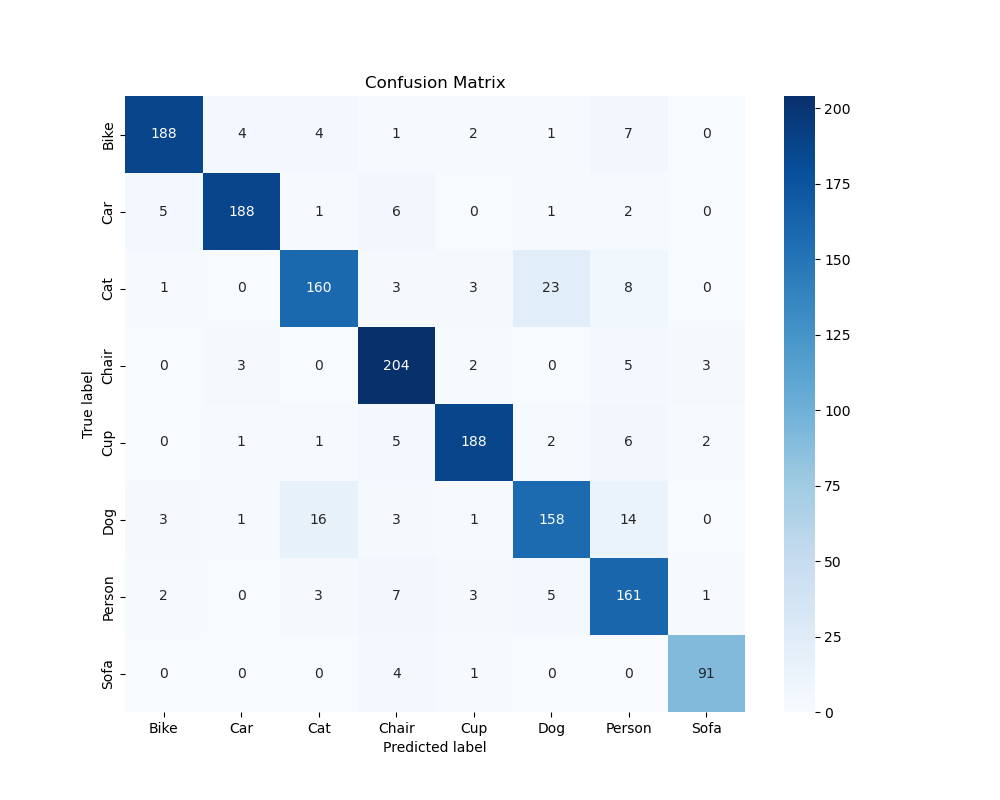 Confusion Matrix
Bike 188 4 4 1 2 1 7 0
Car 5 188 1 6 0 1 2 0
Cat 1 0 160 3 3 23 8 0
Chair 0 3 0 204 2 0 5 3
Cup 0 1 1 5 188 2 6 2
Dog 3 1 16 3 1 158 14 0
Person 2 0 3 7 3 5 161 1
Sofa 0 0 0 4 1 0 0 91
True label
Bike Car Cat Chair Cup Dog Person Sofa
Predicted label
200
175
150
125
100
75
50
25
0